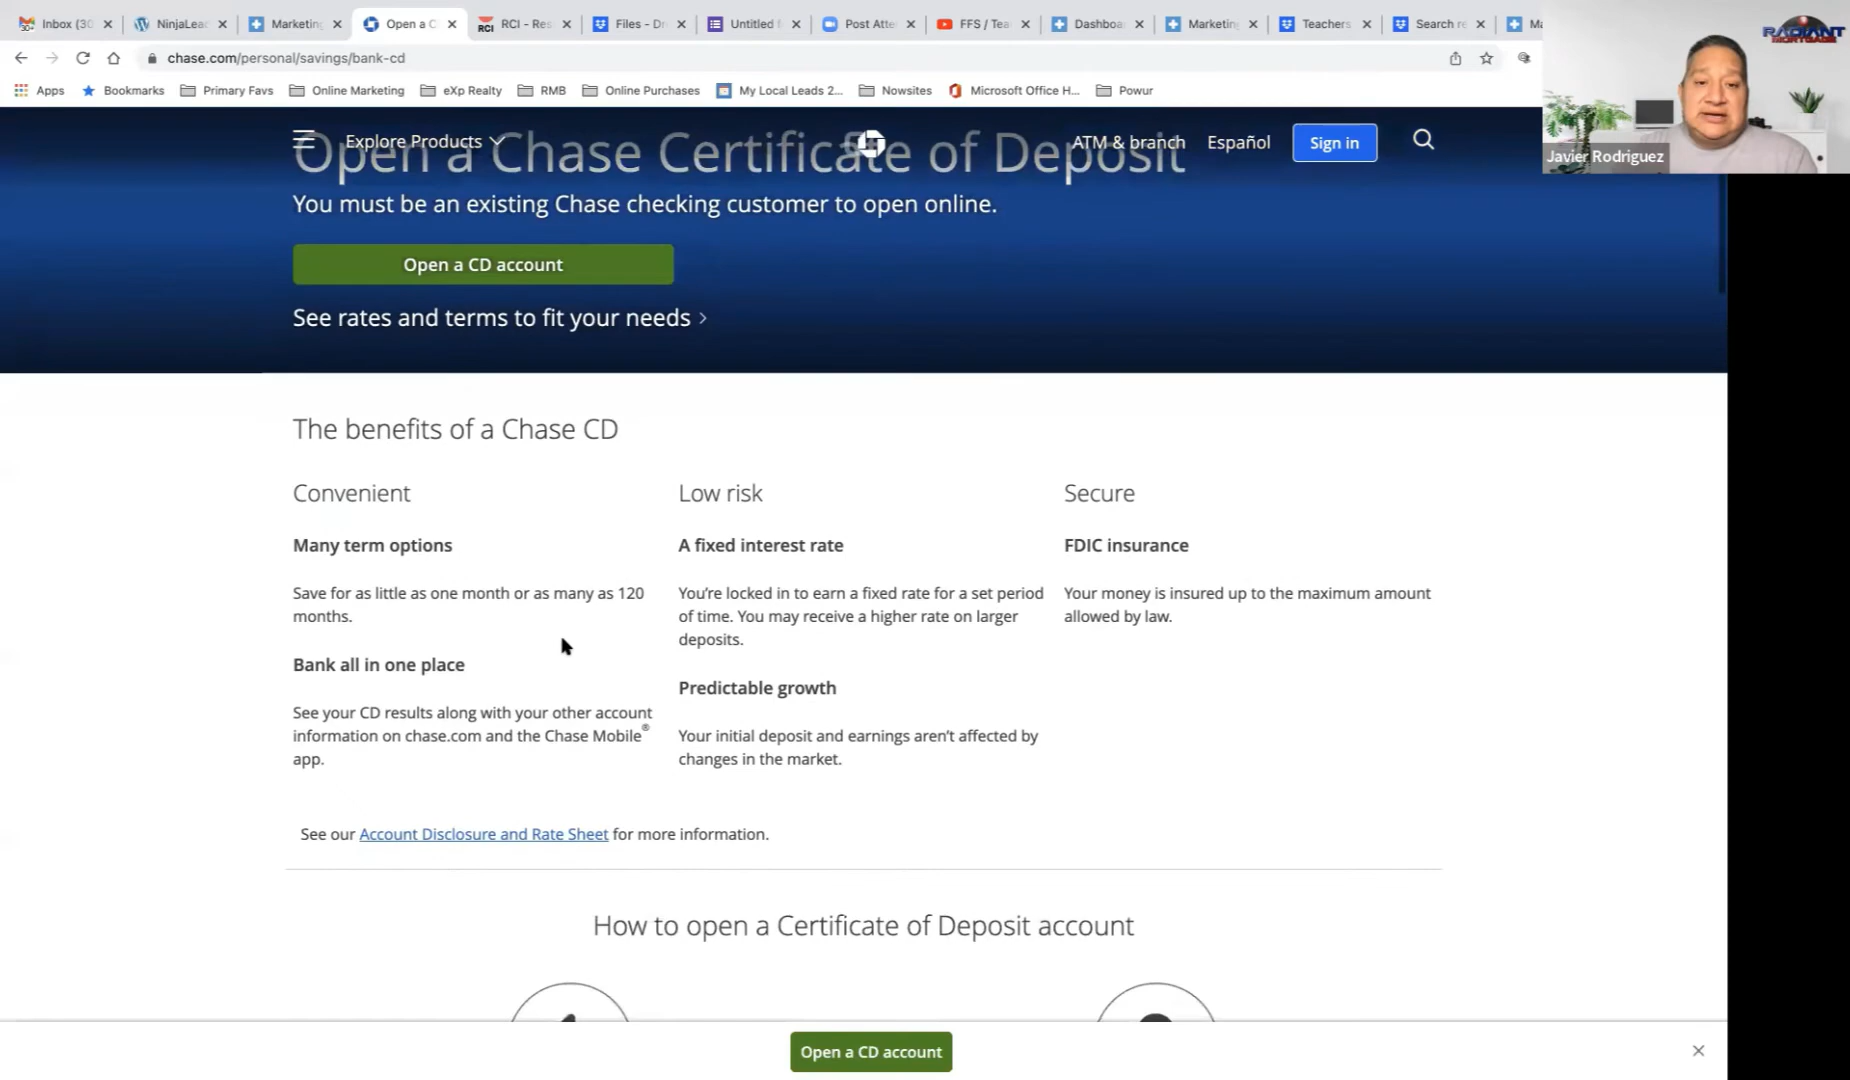 Inbox (30
NinjaLea
Marketing
Open a C
RCI
RCI - Res
Files - Dr
Untitled f
Post Atte
FFS / Tea
Dashboa
Marketing
Teachers
Search re
Ma
chase.com/personal/savings/bank-cd
Apps
Bookmarks
Primary Favs
Online Marketing
eXp Realty
RMB
Online Purchases
My Local Leads 2...
Nowsites
Microsoft Office H...
Powur
RADIANT
MORTGAGE
Javier Rodriguez
Explore Products
ATM & branch
Español
Sign in
Open a Chase Certificate of Deposit
You must be an existing Chase checking customer to open online.
Open a CD account
See rates and terms to fit your needs
The benefits of a Chase CD
Convenient
Many term options
Save for as little as one month or as many as 120
months.
Bank all in one place
See your CD results along with your other account
information on chase.com and the Chase Mobile®
app.
Low risk
A fixed interest rate
You’re locked in to earn a fixed rate for a set period
of time. You may receive a higher rate on larger
deposits.
Predictable growth
Your initial deposit and earnings aren’t affected by
changes in the market.
Secure
FDIC insurance
Your money is insured up to the maximum amount
allowed by law.
See our Account Disclosure and Rate Sheet for more information.
How to open a Certificate of Deposit account
Open a CD account